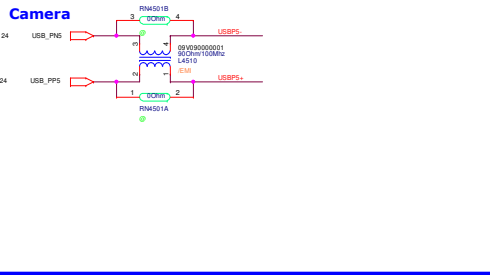 Camera
RN4501B
3 0Ohm 4
@
24 USB_PN5 USBP5-
3 4
09V090000001
90Ohm/100Mhz
L4510
/EMI
2 1
24 USB_PP5 USBP5+
1 0Ohm 2
RN4501A
@